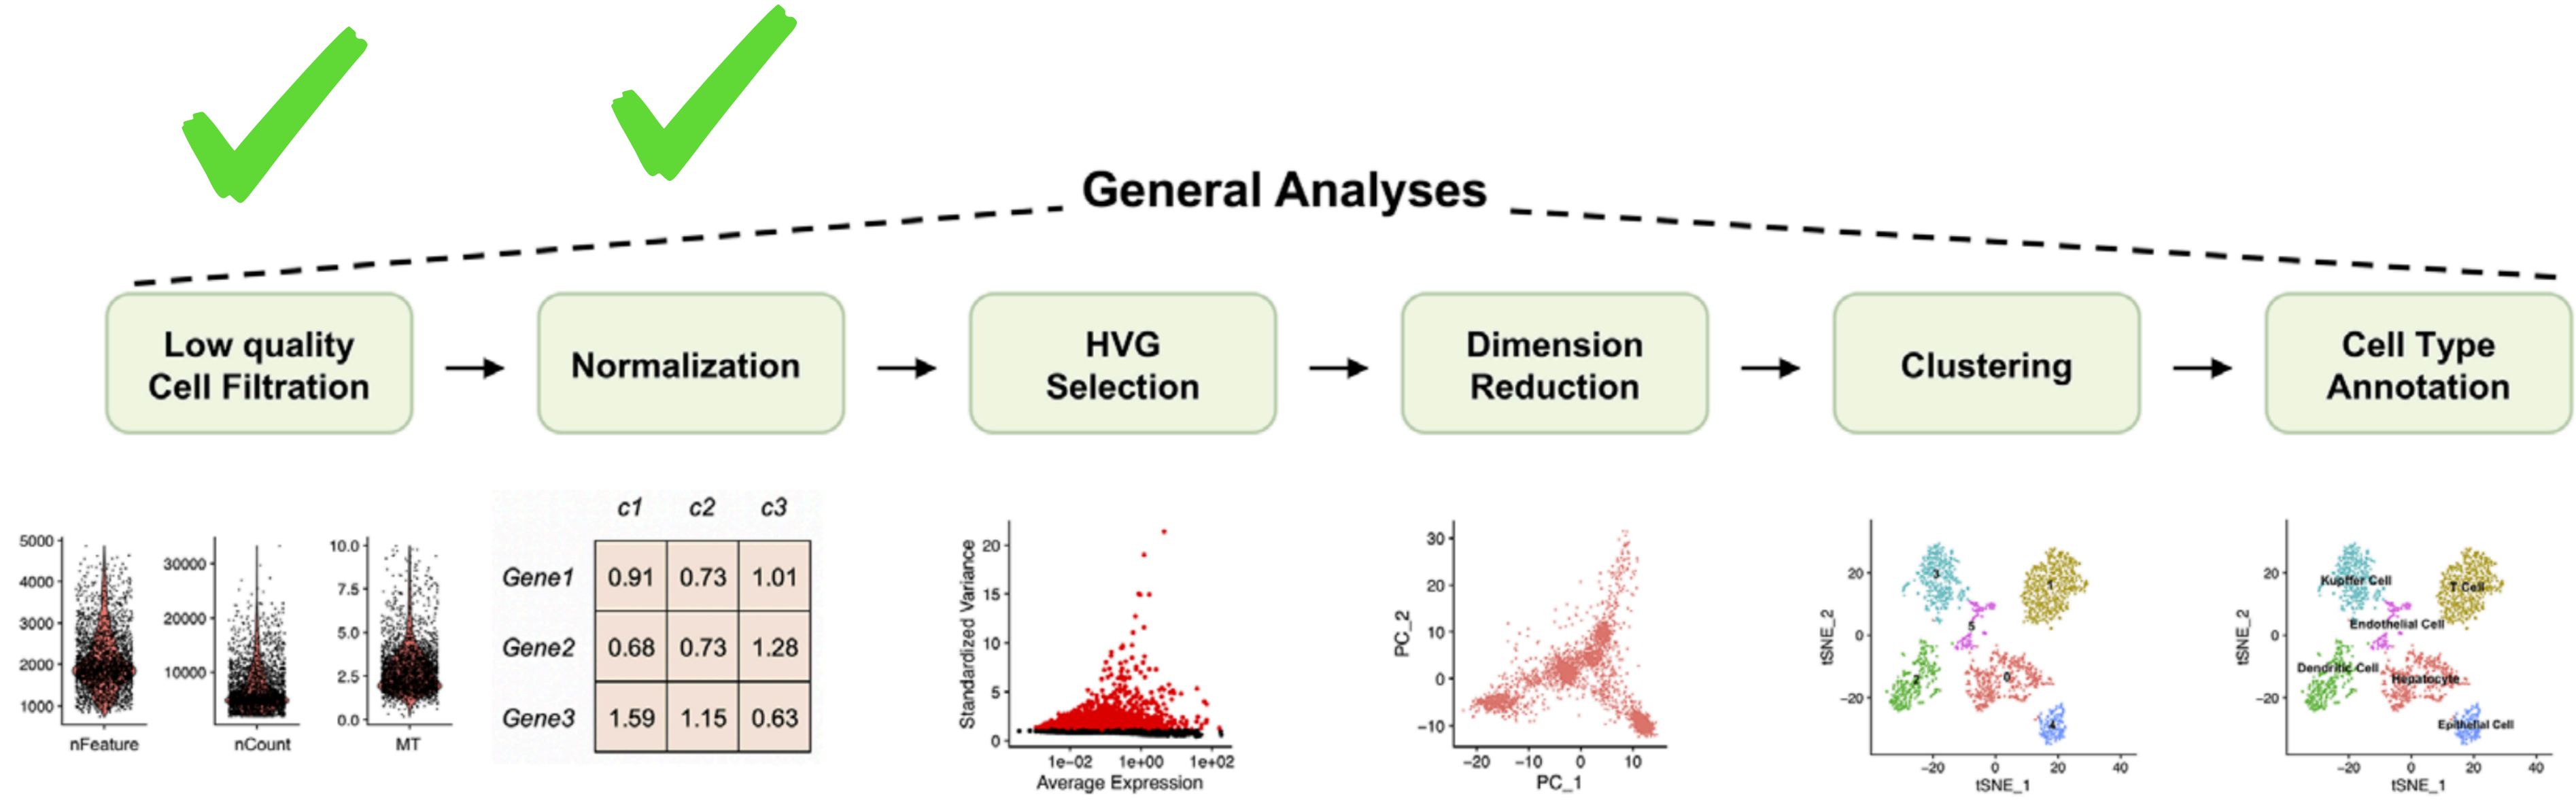 General Analyses
Low quality
Cell Filtration
Normalization
HVG
Selection
Dimension
Reduction
Clustering
Cell Type
Annotation
5000
4000
3000
2000
1000
nFeature
30000
20000
10000
nCount
10.0
7.5
5.0
2.5
0.0
MT
c1 c2 c3
Gene1 0.91 0.73 1.01
Gene2 0.68 0.73 1.28
Gene3 1.59 1.15 0.63
Standardized Variance
20
15
10
5
0
1e-02 1e+00 1e+02
Average Expression
PC_2
30
20
10
0
−10
−20 −10 0 10
PC_1
tSNE_2
20
0
−20
3
1
5
2
0
4
−20 0 20 40
tSNE_1
tSNE_2
20
0
−20
Kupffer Cell
T Cell
Endothelial Cell
Dendritic Cell
Hepatocyte
Epithelial Cell
−20 0 20 40
tSNE_1